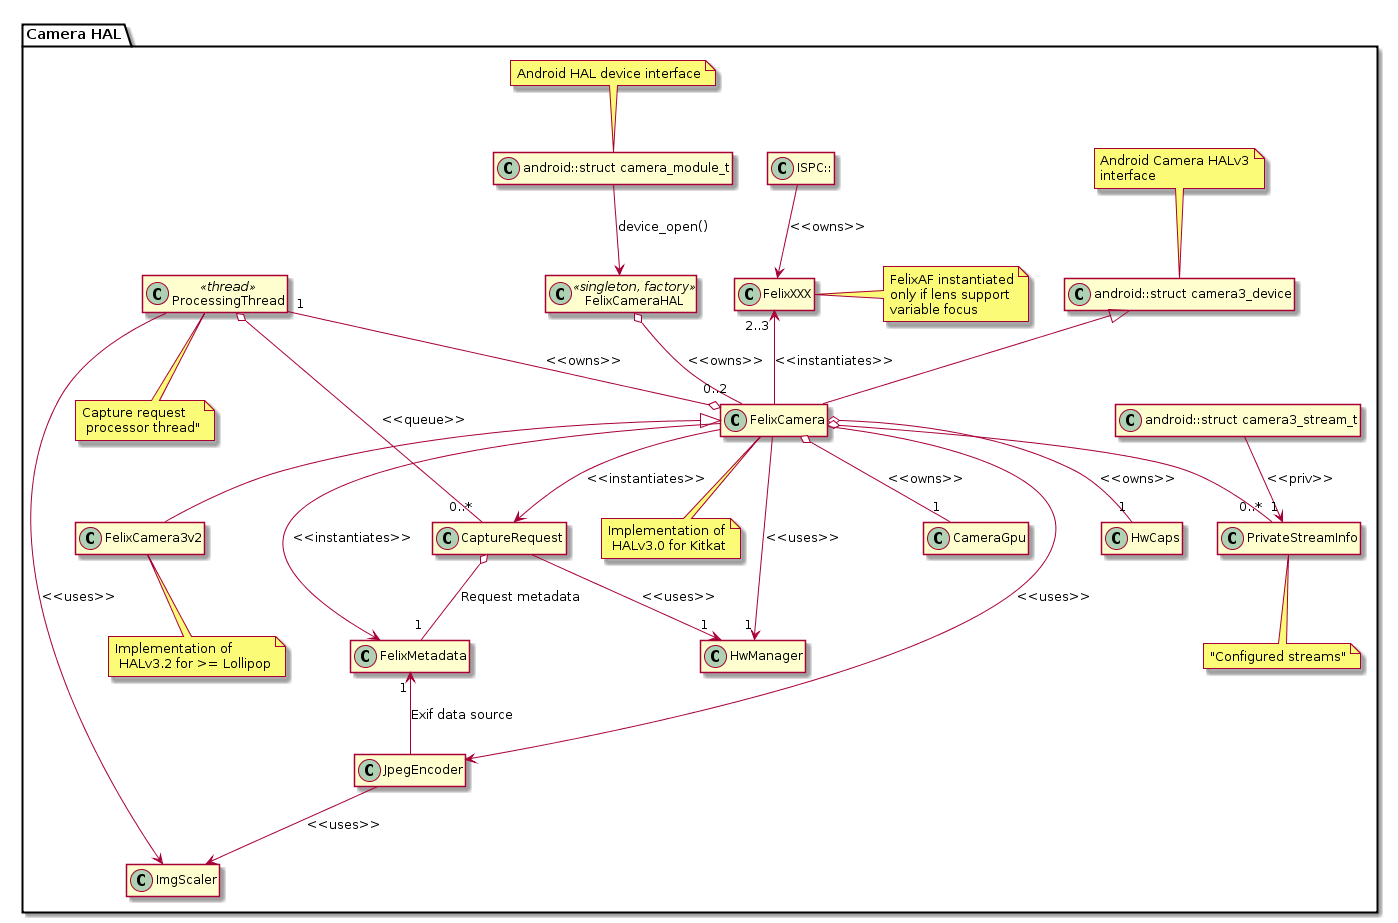 Camera HAL
Android HAL device interface
C android::struct camera_module_t
C ISPC::
Android Camera HALv3
interface
device_open()
<<owns>>
C «thread»
ProcessingThread
C «singleton, factory»
FelixCameraHAL
C FelixXXX
FelixAF instantiated
only if lens support
variable focus
C android::struct camera3_device
1
2..3
<<owns>>
<<owns>>
<<instantiates>>
0..2
Capture request
processor thread"
<<queue>>
C FelixCamera
C android::struct camera3_stream_t
<<instantiates>>
<<owns>>
<<owns>>
<<priv>>
0..*
1
1
0..*
1
C FelixCamera3v2
<<instantiates>>
C CaptureRequest
Implementation of
HALv3.0 for Kitkat
<<uses>>
C CameraGpu
C HwCaps
C PrivateStreamInfo
<<uses>>
Request metadata
<<uses>>
<<uses>>
1
1
1
Implementation of
HALv3.2 for >= Lollipop
C FelixMetadata
C HwManager
"Configured streams"
1
Exif data source
C JpegEncoder
<<uses>>
C ImgScaler